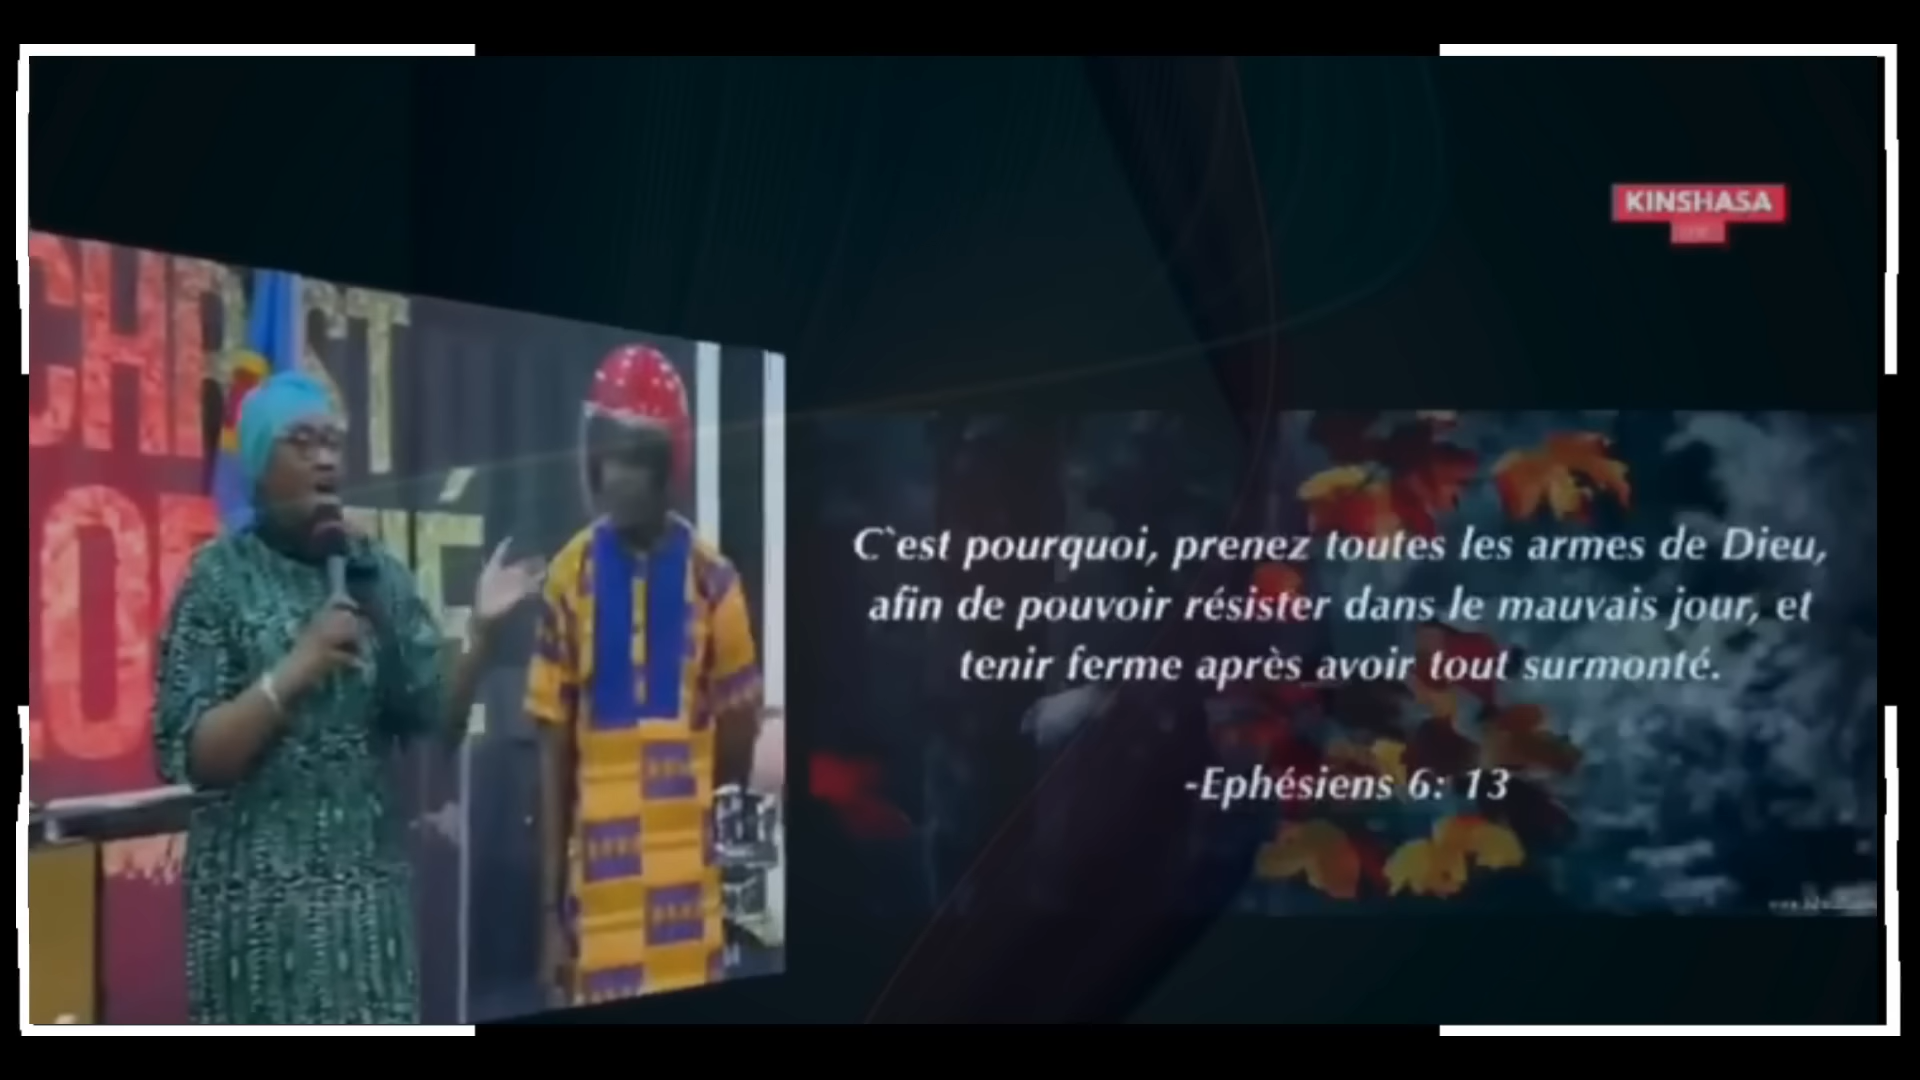 KINSHASA
CHRIST
C`est pourquoi, prenez toutes les armes de Dieu,
afin de pouvoir résister dans le mauvais jour, et
tenir ferme après avoir tout surmonté.
-Ephésiens 6: 13